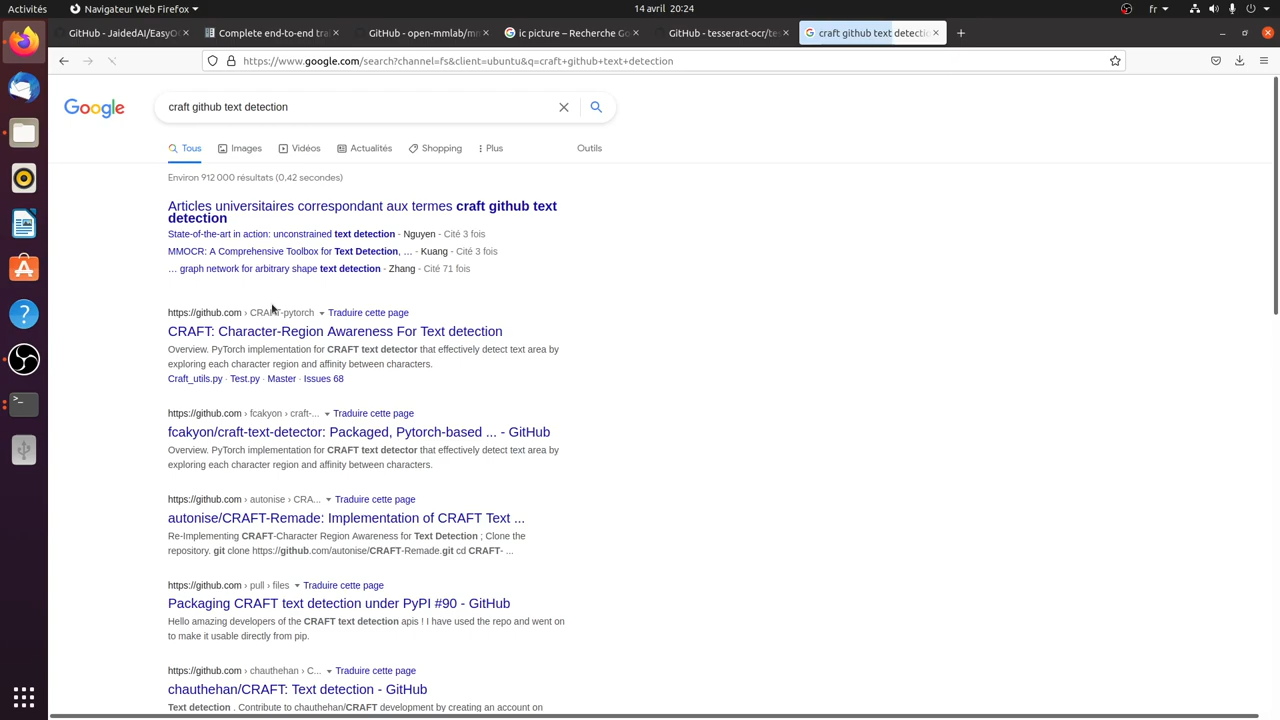 Activités
Navigateur Web Firefox
14 avril 20:24
fr
GitHub - JaidedAI/EasyO
Complete end-to-end tra
GitHub - open-mmlab/mm
ic picture – Recherche Go
GitHub - tesseract-ocr/tes
craft github text detectio
https://www.google.com/search?channel=fs&client=ubuntu&q=craft+github+text+detection
Google
craft github text detection
Tous
Images
Vidéos
Actualités
Shopping
Plus
Outils
Environ 912 000 résultats (0,42 secondes)
Articles universitaires correspondant aux termes craft github text
detection
State-of-the-art in action: unconstrained text detection - Nguyen - Cité 3 fois
MMOCR: A Comprehensive Toolbox for Text Detection, ... - Kuang - Cité 3 fois
... graph network for arbitrary shape text detection - Zhang - Cité 71 fois
https://github.com › CRAFT-pytorch Traduire cette page
CRAFT: Character-Region Awareness For Text detection
Overview. PyTorch implementation for CRAFT text detector that effectively detect text area by
exploring each character region and affinity between characters.
Craft_utils.py · Test.py · Master · Issues 68
https://github.com › fcakyon › craft-... Traduire cette page
fcakyon/craft-text-detector: Packaged, Pytorch-based ... - GitHub
Overview. PyTorch implementation for CRAFT text detector that effectively detect text area by
exploring each character region and affinity between characters.
https://github.com › autonise › CRA... Traduire cette page
autonise/CRAFT-Remade: Implementation of CRAFT Text ...
Re-Implementing CRAFT-Character Region Awareness for Text Detection ; Clone the
repository. git clone https://github.com/autonise/CRAFT-Remade.git cd CRAFT- ...
https://github.com › pull › files Traduire cette page
Packaging CRAFT text detection under PyPI #90 - GitHub
Hello amazing developers of the CRAFT text detection apis ! I have used the repo and went on
to make it usable directly from pip.
https://github.com › chauthehan › C... Traduire cette page
chauthehan/CRAFT: Text detection - GitHub
Text detection . Contribute to chauthehan/CRAFT development by creating an account on